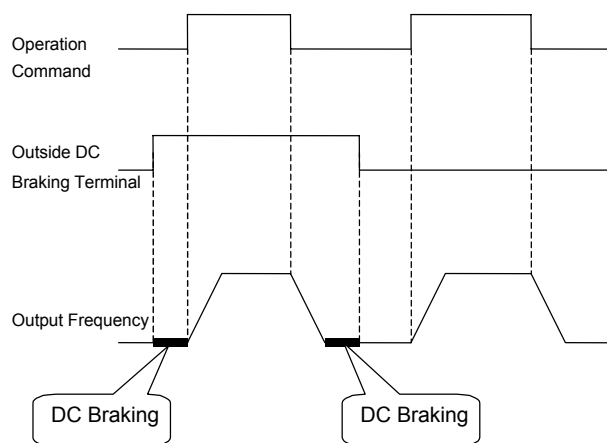 Operation
Command
Outside DC
Braking Terminal
Output Frequency
DC Braking
DC Braking